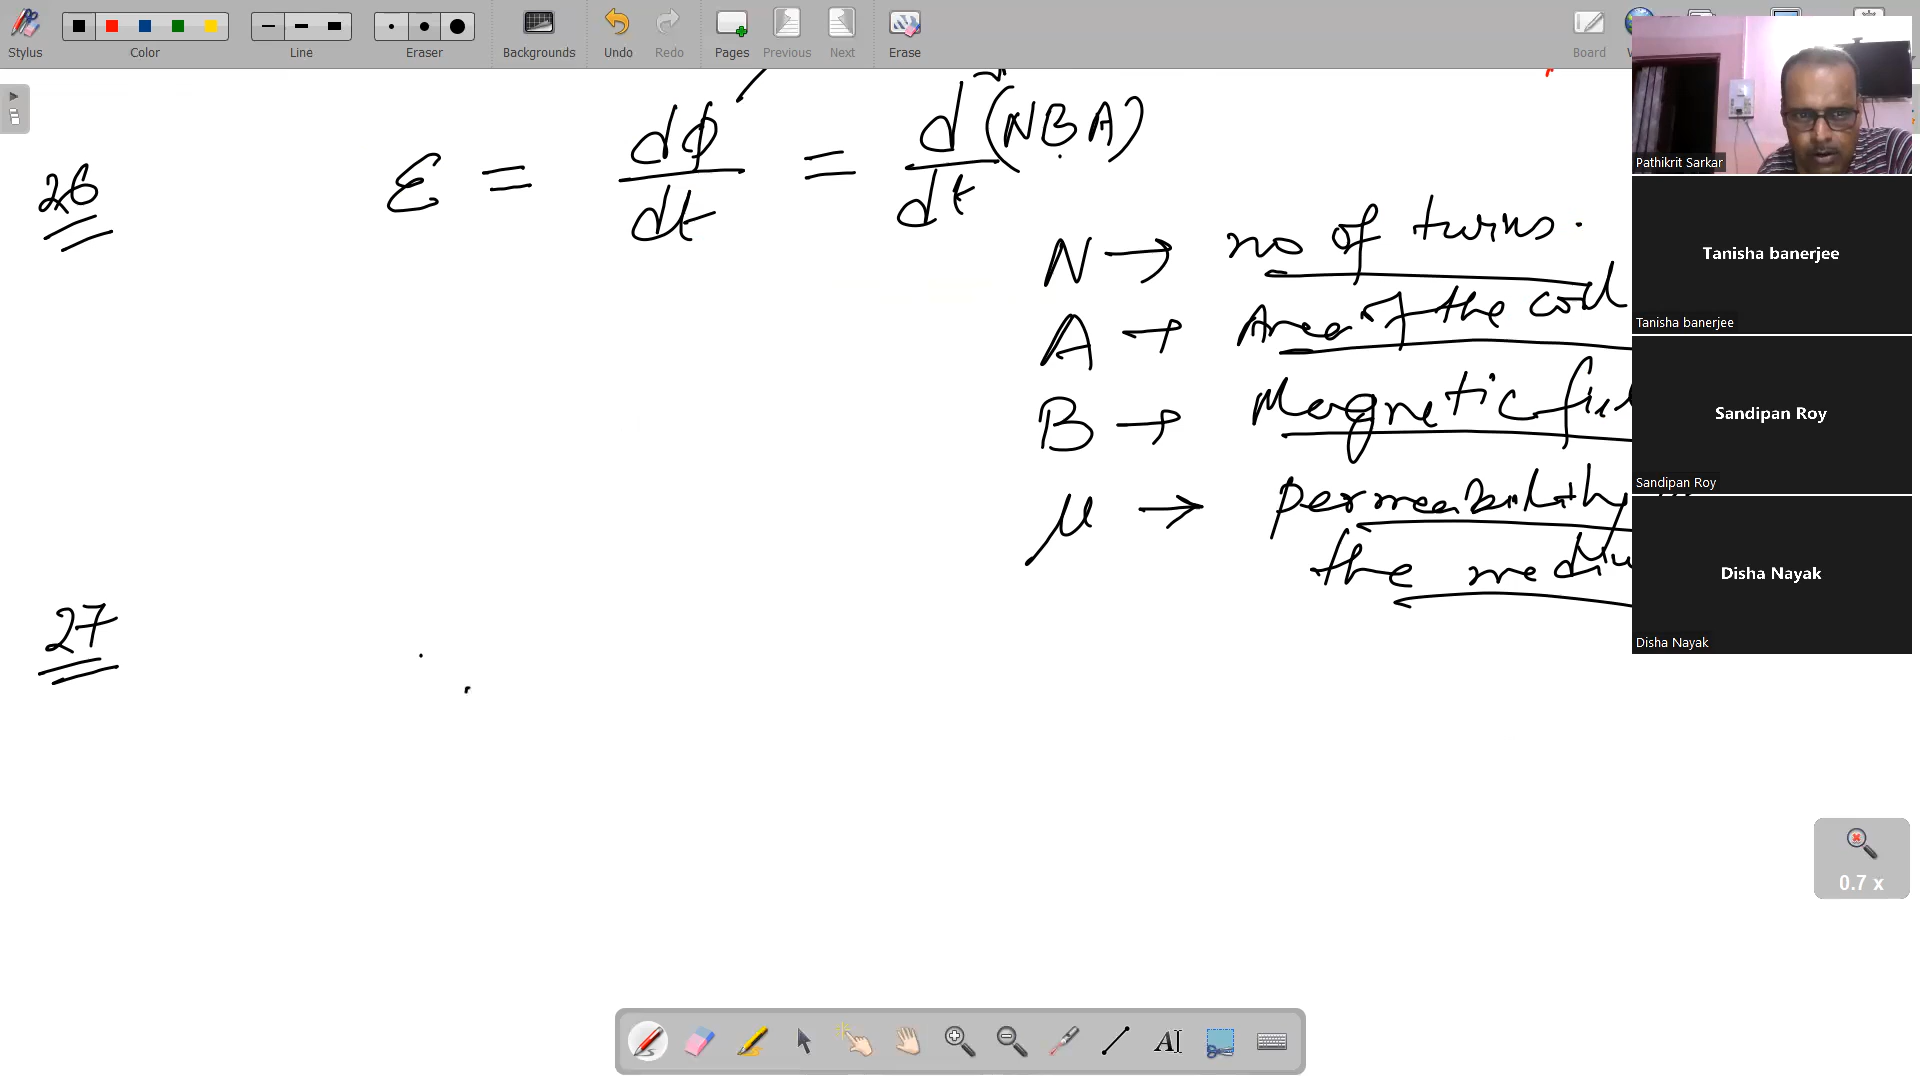 Stylus
Color
Line
Eraser
Backgrounds
Undo
Redo
Pages
Previous
Next
Erase
Board
26
ε = dϕ/dt = d/dt (NBA)
N → no of turns.
A → Area of the coil
B → Magnetic
μ → permeability
the
27
Pathikrit Sarkar
Tanisha banerjee
Tanisha banerjee
Sandipan Roy
Sandipan Roy
Disha Nayak
Disha Nayak
0.7 x